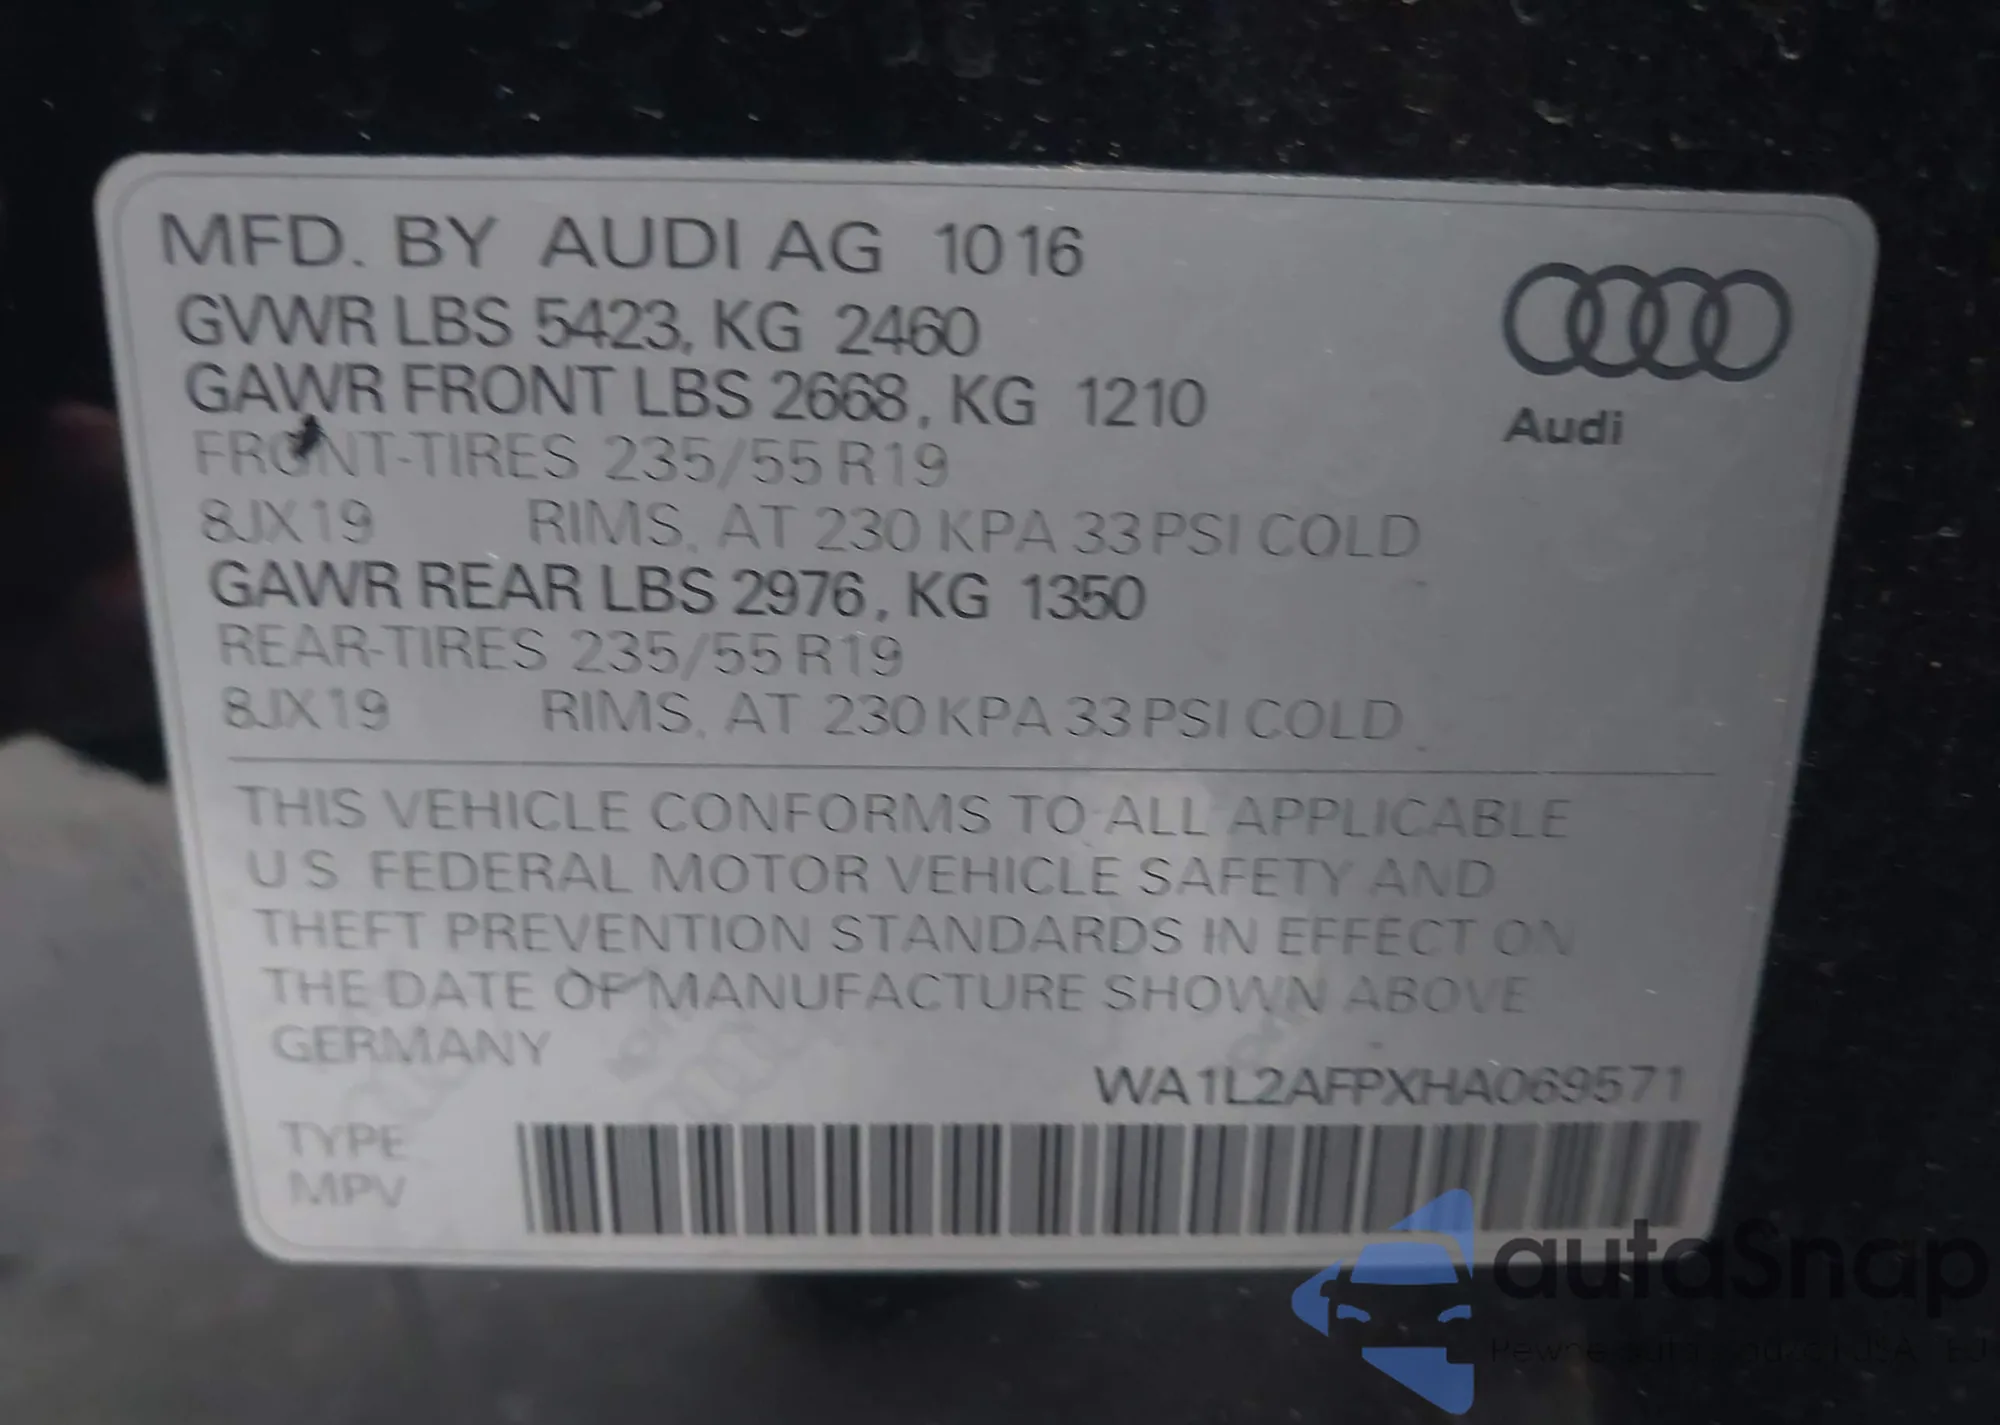 MFD. BY AUDI AG 10 16
GVWR LBS 5423, KG 2460
GAWR FRONT LBS 2668, KG 1210
FRONT-TIRES 235/55 R19
8JX19 RIMS, AT 230 KPA 33 PSI COLD
GAWR REAR LBS 2976, KG 1350
REAR-TIRES 235/55 R19
8JX19 RIMS, AT 230 KPA 33 PSI COLD
Audi
THIS VEHICLE CONFORMS TO ALL APPLICABLE
U S FEDERAL MOTOR VEHICLE SAFETY AND
THEFT PREVENTION STANDARDS IN EFFECT ON
THE DATE OF MANUFACTURE SHOWN ABOVE
GERMANY
WA1L2AFPXHA069571
TYPE
MPV
autoSnap